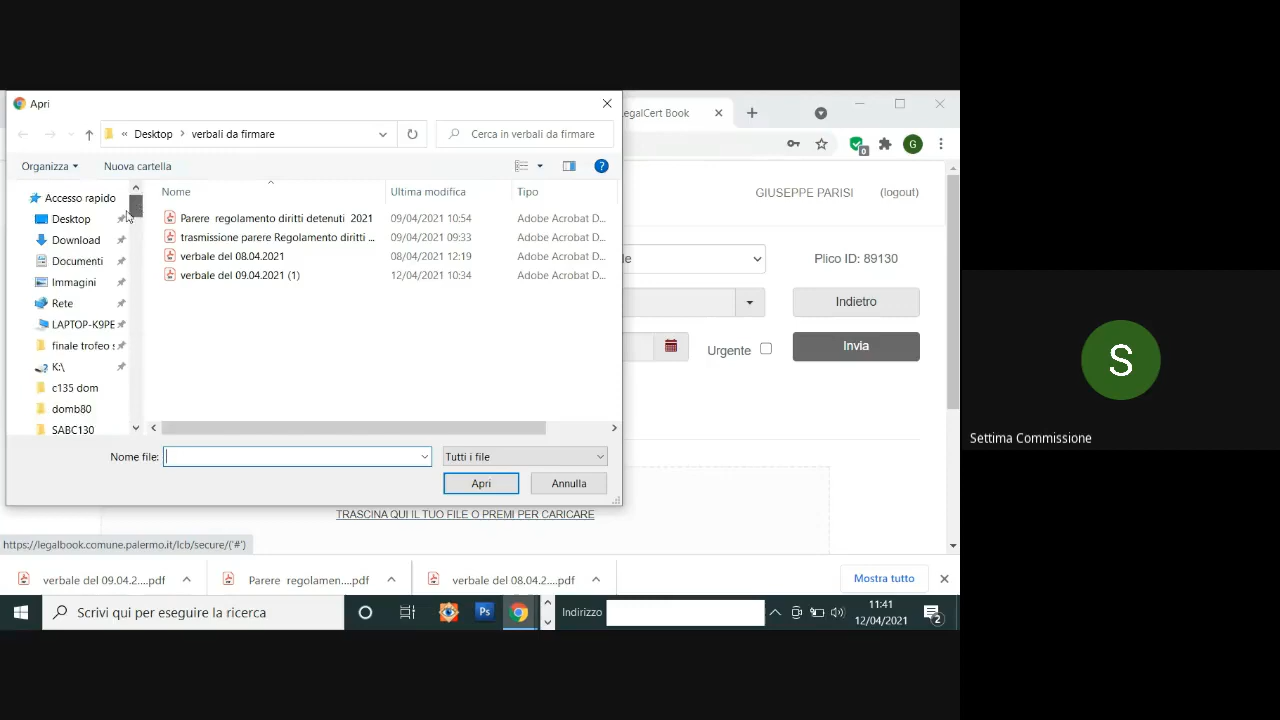 Apri
egalCert Book
Desktop
verbali da firmare
Cerca in verbali da firmare
Organizza
Nuova cartella
Nome
Ultima modifica
Tipo
Accesso rapido
Desktop
Download
Documenti
Immagini
Rete
LAPTOP-K9PE
finale trofeo s
K:\
c135 dom
domb80
SABC130
Parere regolamento diritti detenuti 2021
09/04/2021 10:54
Adobe Acrobat D...
trasmissione parere Regolamento diritti ...
09/04/2021 09:33
Adobe Acrobat D...
verbale del 08.04.2021
08/04/2021 12:19
Adobe Acrobat D...
verbale del 09.04.2021 (1)
12/04/2021 10:34
Adobe Acrobat D...
Nome file:
Tutti i file
Apri
Annulla
GIUSEPPE PARISI
(logout)
G
0
le
Plico ID: 89130
Indietro
Urgente
Invia
TRASCINA QUI IL TUO FILE O PREMI PER CARICARE
https://legalbook.comune.palermo.it/lcb/secure/('#')
verbale del 09.04.2....pdf
Parere regolamen....pdf
verbale del 08.04.2....pdf
Mostra tutto
Scrivi qui per eseguire la ricerca
Ps
Indirizzo
11:41
12/04/2021
2
S
Settima Commissione